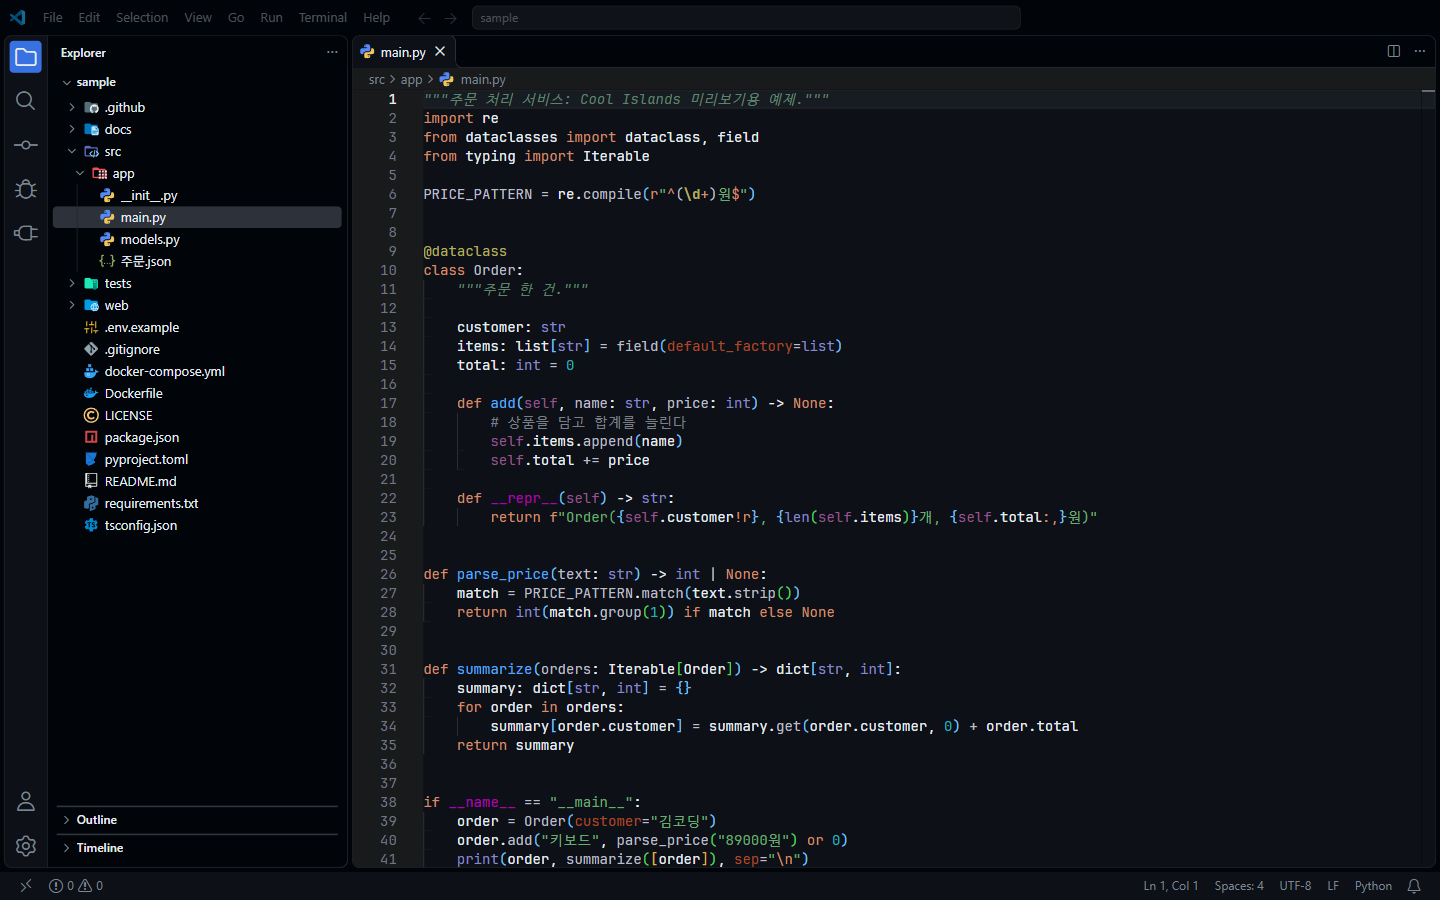 File Edit Selection View Go Run Terminal Help
sample
Explorer
sample
.github
docs
src
app
__init__.py
main.py
models.py
주문.json
tests
web
.env.example
.gitignore
docker-compose.yml
Dockerfile
LICENSE
package.json
pyproject.toml
README.md
requirements.txt
tsconfig.json
Outline
Timeline
main.py
src > app > main.py
1 """주문 처리 서비스: Cool Islands 미리보기용 예제."""
2 import re
3 from dataclasses import dataclass, field
4 from typing import Iterable
5
6 PRICE_PATTERN = re.compile(r"^(\d+)원$")
7
8
9 @dataclass
10 class Order:
11     """주문 한 건."""
12
13     customer: str
14     items: list[str] = field(default_factory=list)
15     total: int = 0
16
17     def add(self, name: str, price: int) -> None:
18         # 상품을 담고 합계를 늘린다
19         self.items.append(name)
20         self.total += price
21
22     def __repr__(self) -> str:
23         return f"Order({self.customer!r}, {len(self.items)}개, {self.total:,}원)"
24
25
26 def parse_price(text: str) -> int | None:
27     match = PRICE_PATTERN.match(text.strip())
28     return int(match.group(1)) if match else None
29
30
31 def summarize(orders: Iterable[Order]) -> dict[str, int]:
32     summary: dict[str, int] = {}
33     for order in orders:
34         summary[order.customer] = summary.get(order.customer, 0) + order.total
35     return summary
36
37
38 if __name__ == "__main__":
39     order = Order(customer="김코딩")
40     order.add("키보드", parse_price("89000원") or 0)
41     print(order, summarize([order]), sep="\n")
0 0
Ln 1, Col 1 Spaces: 4 UTF-8 LF Python